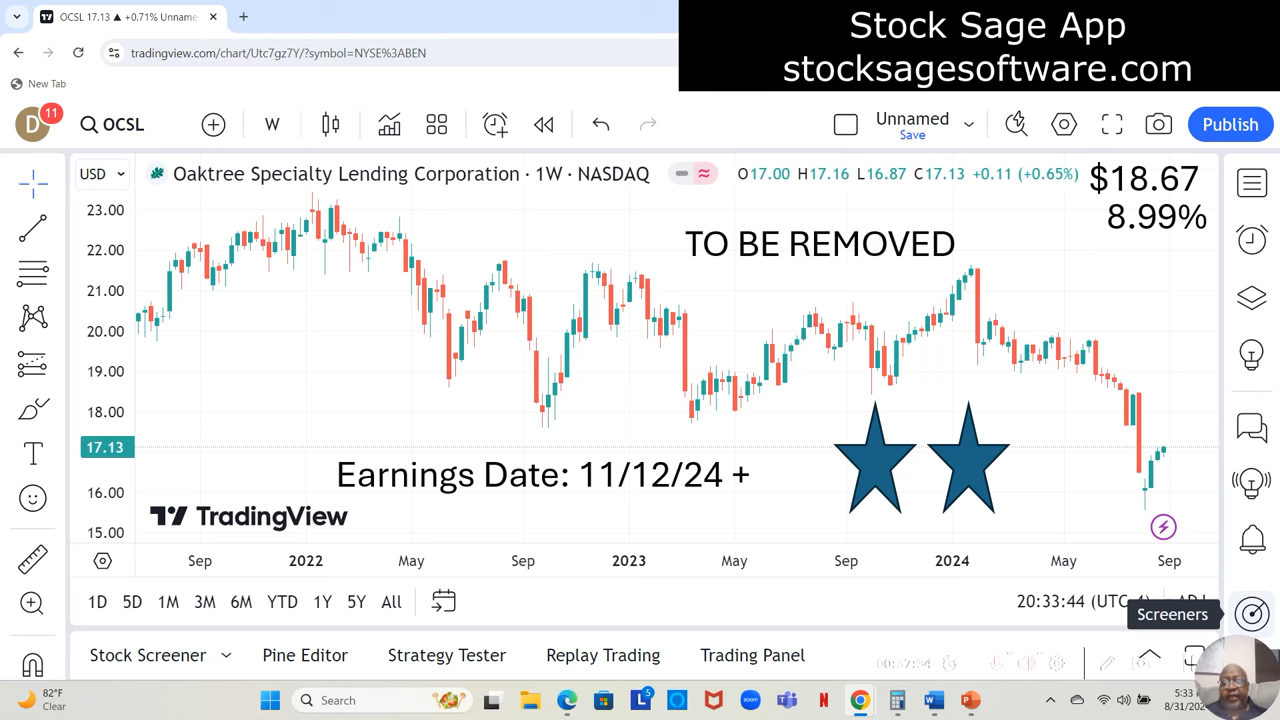 OCSL 17.13 ▲ +0.71% Unname
Stock Sage App
stocksagesoftware.com
tradingview.com/chart/Utc7gz7Y/?symbol=NYSE%3ABEN
New Tab
D 11 OCSL W Unnamed Save Publish
USD Oaktree Specialty Lending Corporation · 1W · NASDAQ O17.00 H17.16 L16.87 C17.13 +0.11 (+0.65%) $18.67
8.99%
TO BE REMOVED
23.00
22.00
21.00
20.00
19.00
18.00
17.13
16.00
15.00
Earnings Date: 11/12/24 +
TradingView
Sep 2022 May Sep 2023 May Sep 2024 May Sep
1D 5D 1M 3M 6M YTD 1Y 5Y All 20:33:44 (UTC-4)
Screeners
Stock Screener Pine Editor Strategy Tester Replay Trading Trading Panel
00:37:34
82°F
Clear
Search
L 5
N
5:33
8/31/202